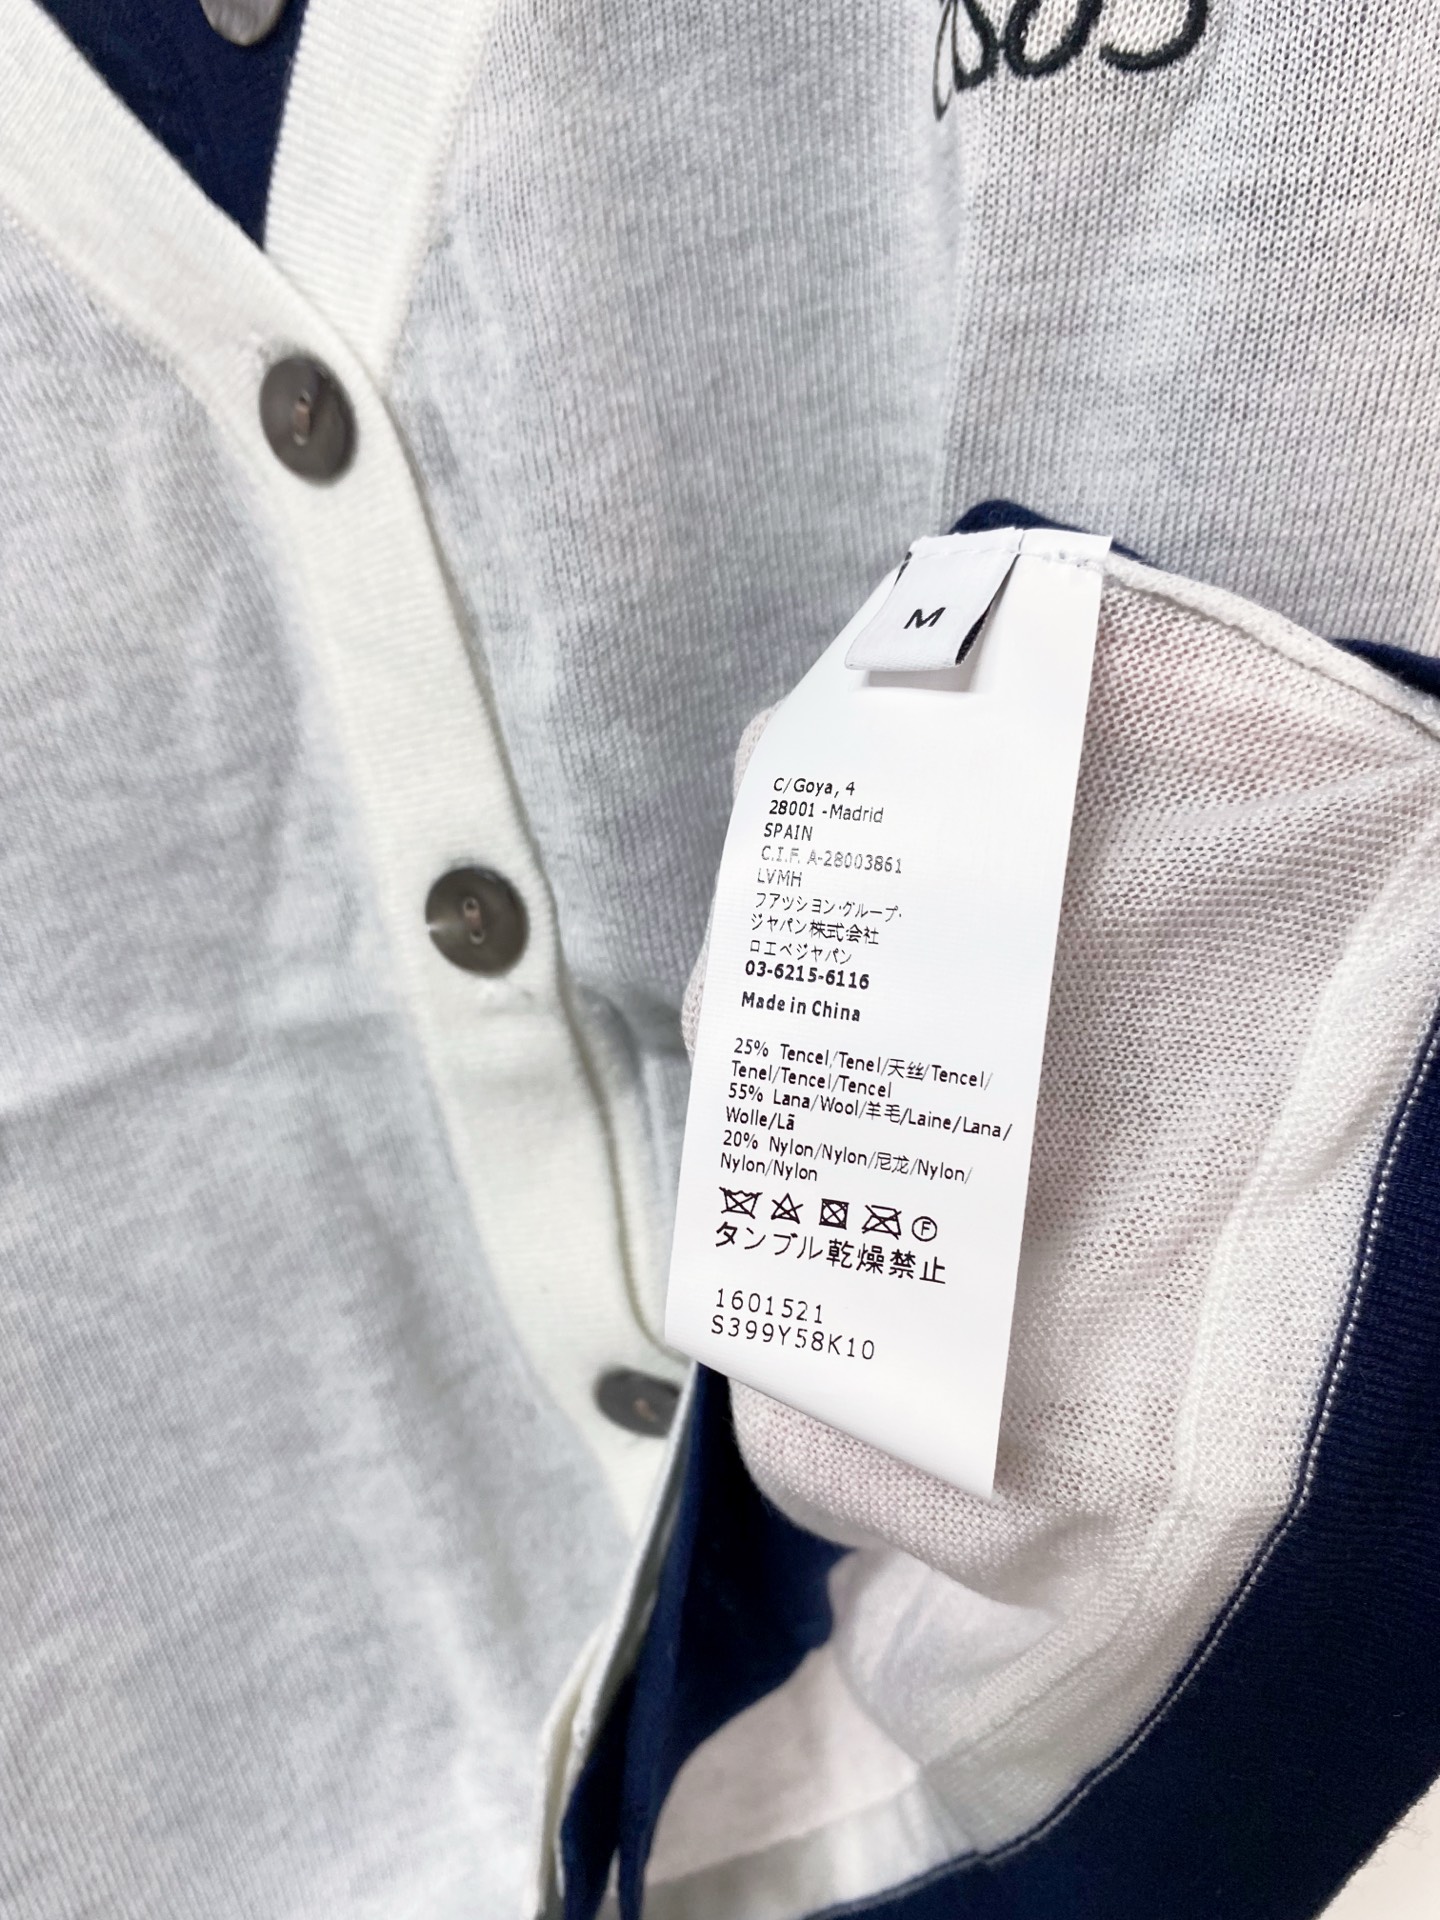 M
C/Goya, 4
28001 -Madrid
SPAIN
C.I.F. A-28003861
LVMH
ファッション・グループ・
ジャパン株式会社
ロエベジャパン
03-6215-6116
Made in China
25% Tencel/Tenel/天丝/Tencel/
Tenel/Tencel/Tencel
55% Lana/Wool/羊毛/Laine/Lana/
Wolle/Lã
20% Nylon/Nylon/尼龙/Nylon/
Nylon/Nylon
F
タンブル乾燥禁止
1601521
S399Y58K10